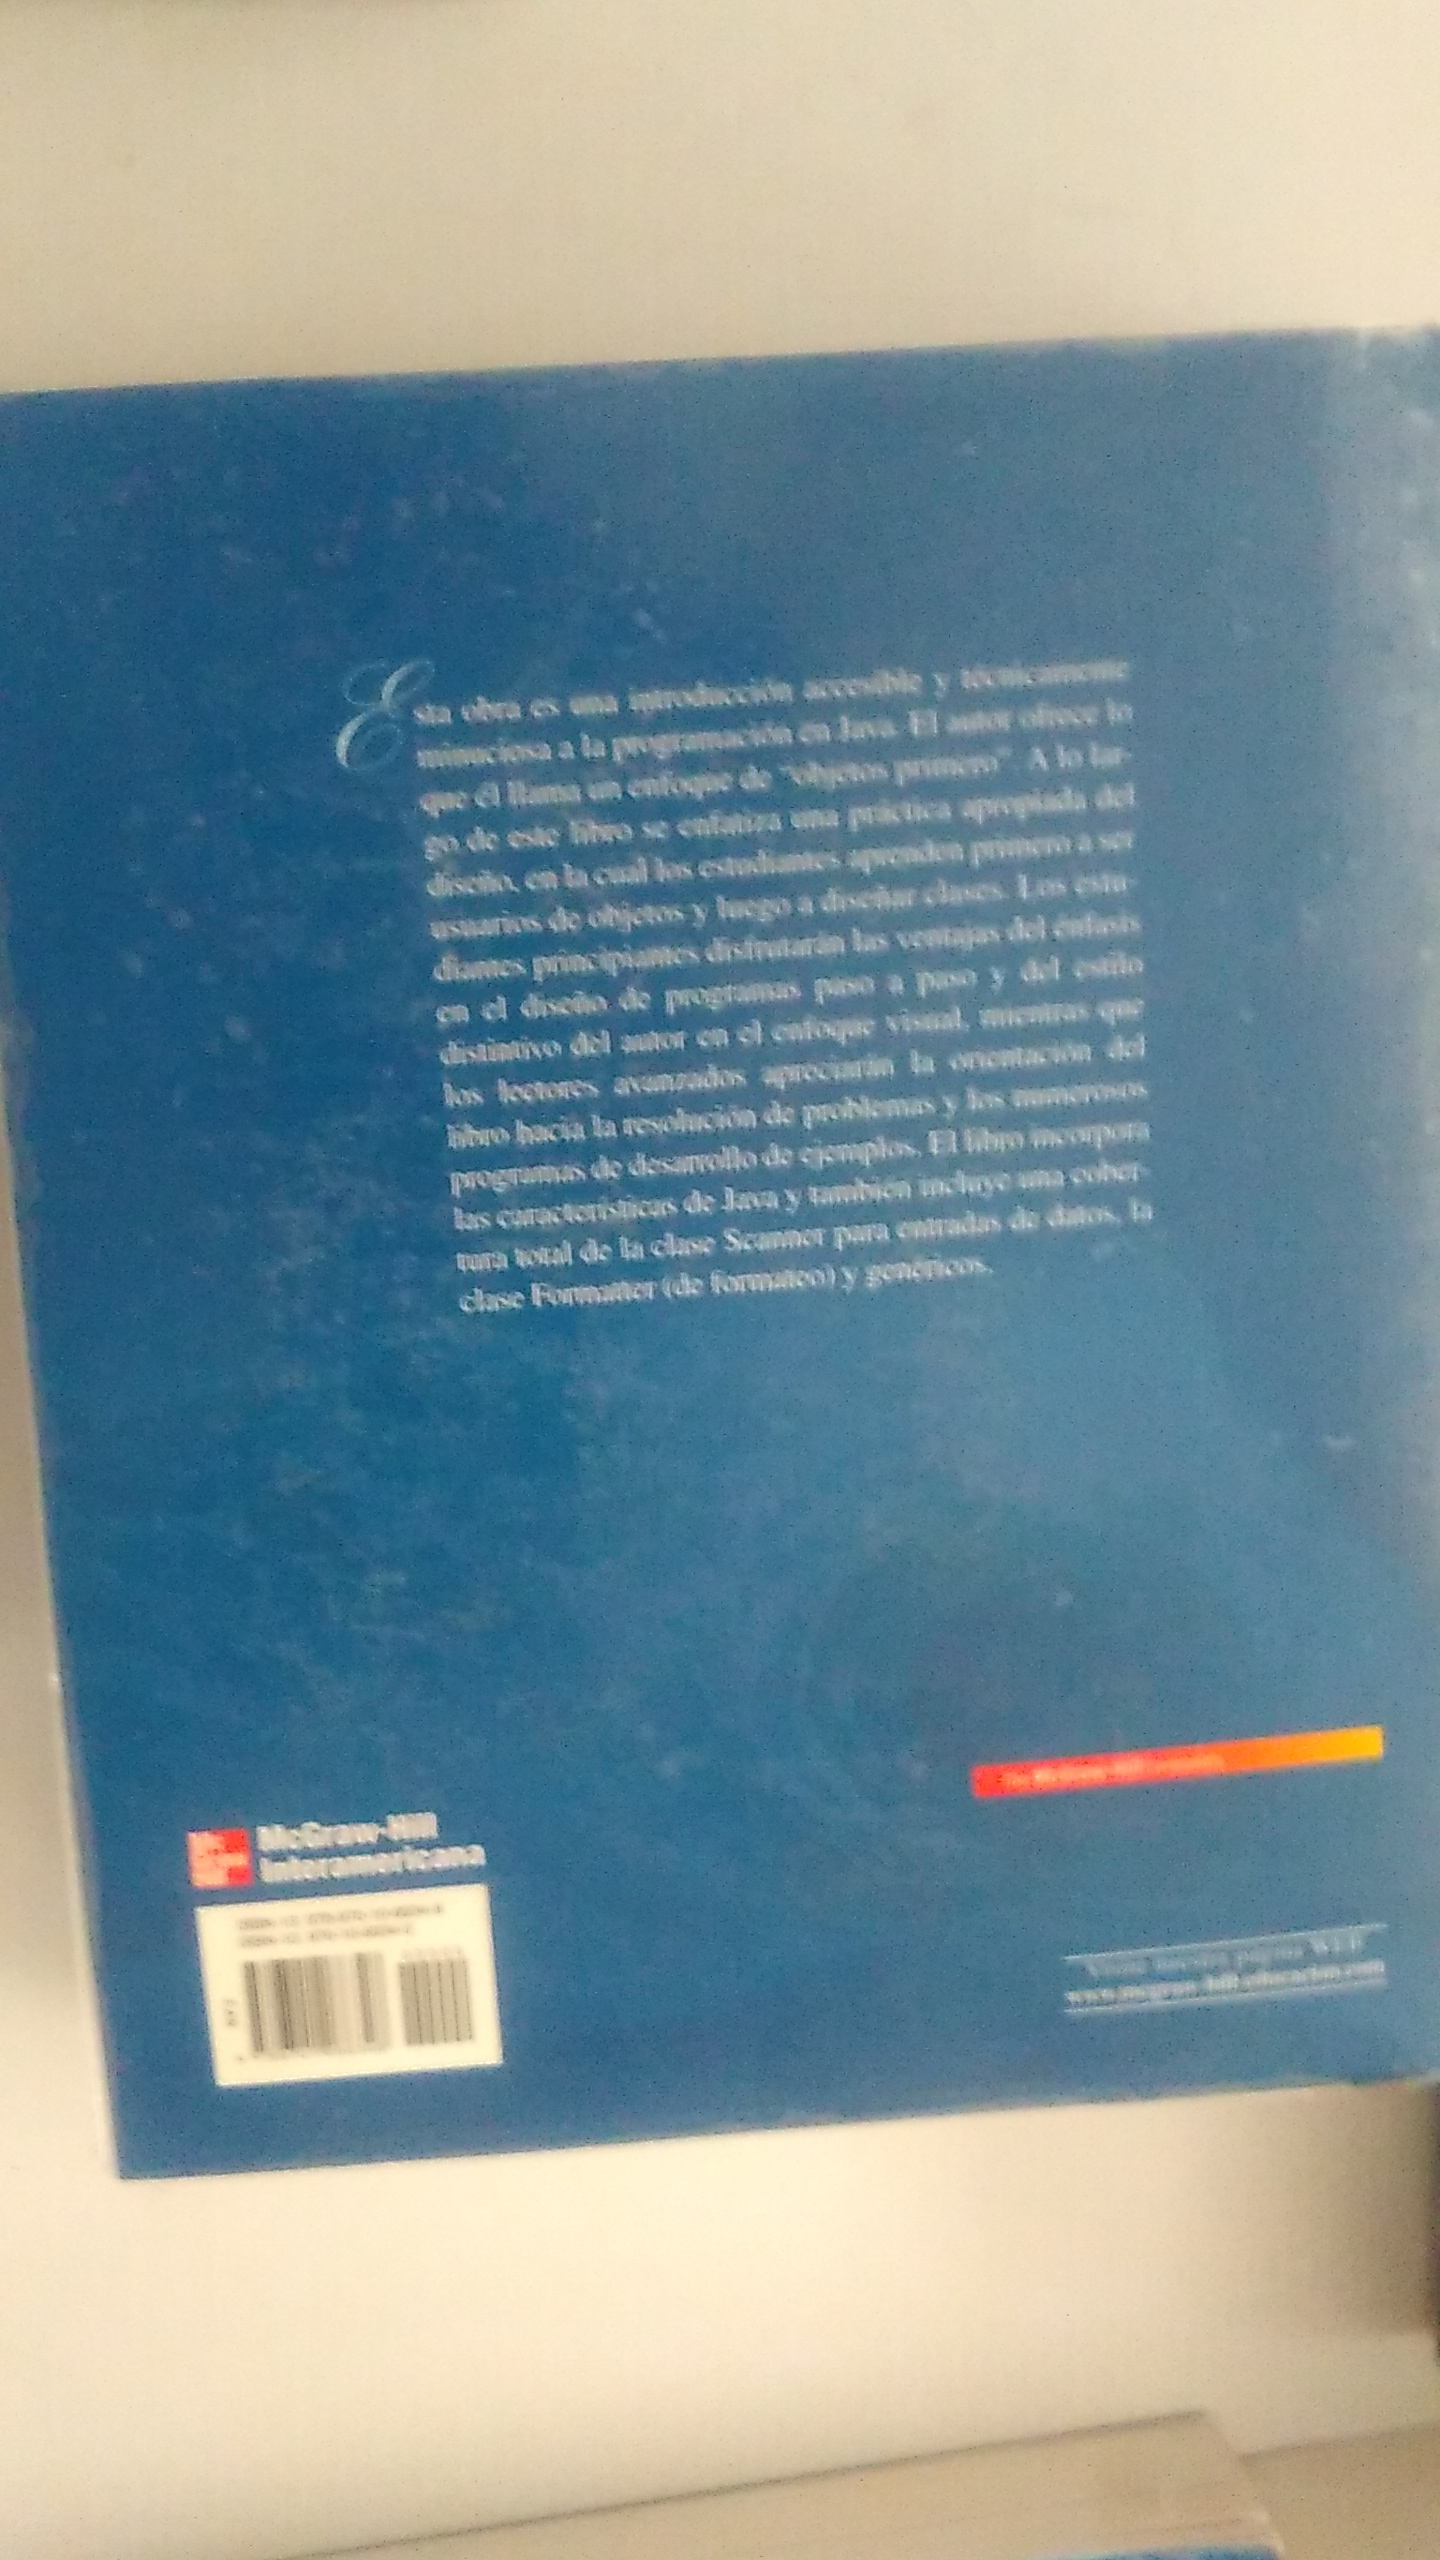 Esta obra es una introducción accesible y técnicamente
minuciosa a la programación en Java. El autor ofrece lo
que él llama un enfoque de "objetos primero". A lo lar-
go de este libro se enfatiza una práctica apropiada del
diseño, en la cual los estudiantes aprenden primero a ser
usuarios de objetos y luego a diseñar clases. Los estu-
diantes principiantes disfrutarán las ventajas del énfasis
en el diseño de programas paso a paso y del estilo
distintivo del autor en el enfoque visual, mientras que
los lectores avanzados apreciarán la orientación del
libro hacia la resolución de problemas y los numerosos
programas de desarrollo de ejemplos. El libro incorpora
las características de Java y también incluye una cober-
tura total de la clase Scanner para entradas de datos, la
clase Formatter (de formateo) y genéricos.
McGraw-Hill
Interamericana
página WEB